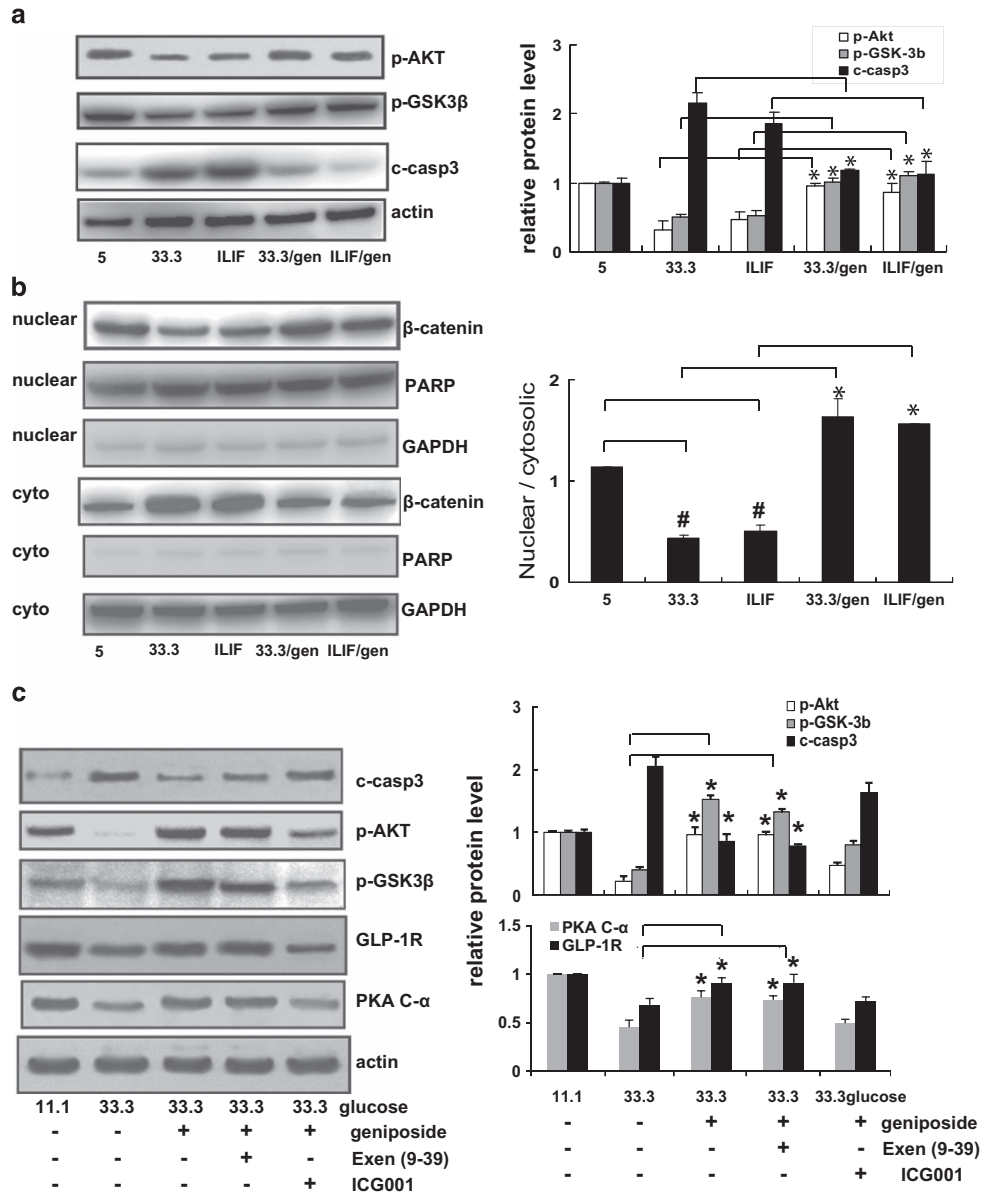 a
p-AKT
p-GSK3β
c-casp3
actin
5 33.3 ILIF 33.3/gen ILIF/gen
relative protein level
p-Akt
p-GSK-3b
c-casp3
3
2
1
0
* * * * * *
5 33.3 ILIF 33.3/gen ILIF/gen
b
nuclear β-catenin
nuclear PARP
nuclear GAPDH
cyto β-catenin
cyto PARP
cyto GAPDH
5 33.3 ILIF 33.3/gen ILIF/gen
Nuclear / cytosolic
2
1
0
# # * *
5 33.3 ILIF 33.3/gen ILIF/gen
c
c-casp3
p-AKT
p-GSK3β
GLP-1R
PKA C-α
actin
11.1 33.3 33.3 33.3 33.3 glucose
- - + + + geniposide
- - - + - Exen (9-39)
- - - - + ICG001
relative protein level
p-Akt
p-GSK-3b
c-casp3
3
2
1
0
* * * * * *
PKA C-α
GLP-1R
1.5
1
0.5
0
* * * *
11.1 33.3 33.3 33.3 33.3glucose
- - + + + geniposide
- - - + - Exen (9-39)
- - - - + ICG001